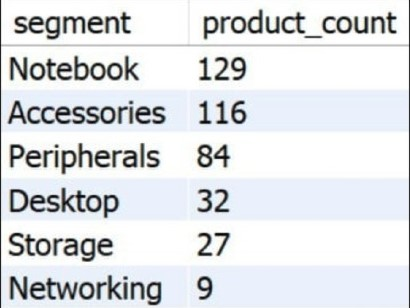 segment product_count
Notebook 129
Accessories 116
Peripherals 84
Desktop 32
Storage 27
Networking 9